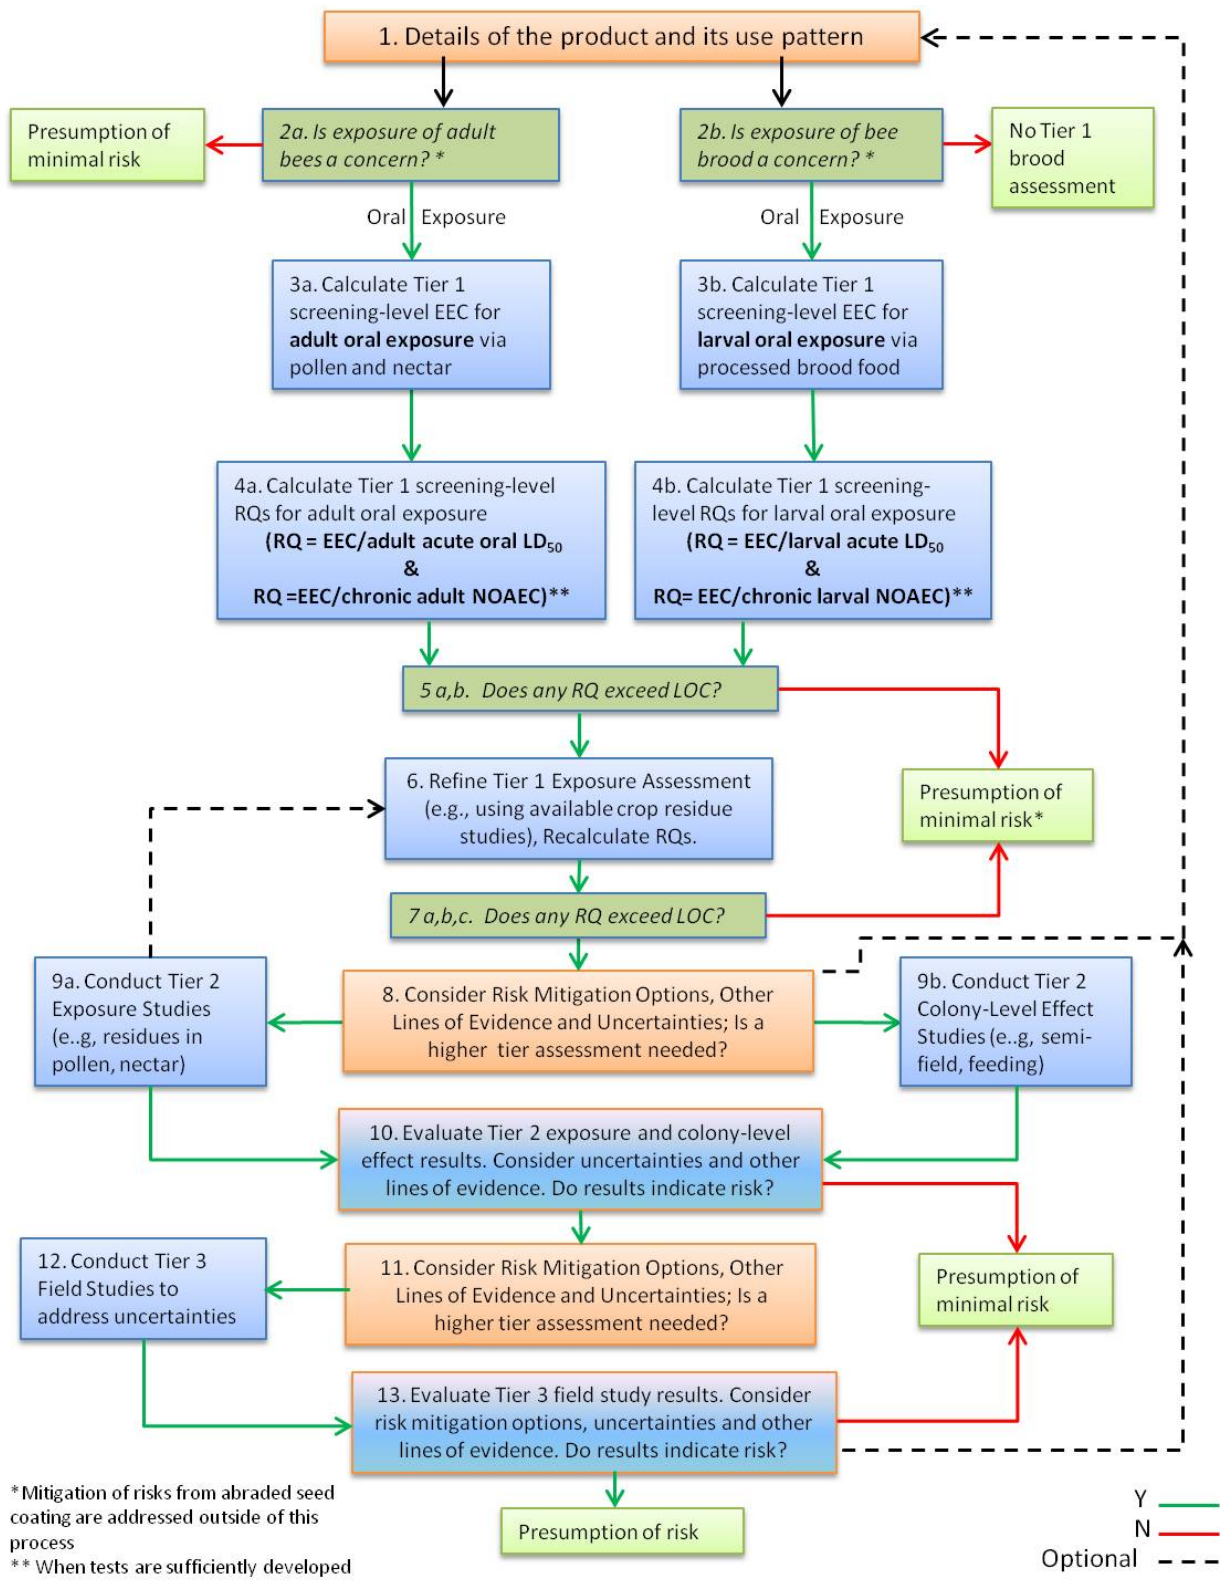 1. Details of the product and its use pattern
Presumption of
minimal risk
2a. Is exposure of adult
bees a concern? *
2b. Is exposure of bee
brood a concern? *
No Tier 1
brood
assessment
Oral Exposure
Oral Exposure
3a. Calculate Tier 1
screening-level EEC for
adult oral exposure via
pollen and nectar
3b. Calculate Tier 1
screening-level EEC for
larval oral exposure via
processed brood food
4a. Calculate Tier 1 screening-level
RQs for adult oral exposure
(RQ = EEC/adult acute oral LD50
&
RQ =EEC/chronic adult NOAEC)**
4b. Calculate Tier 1 screening-
level RQs for larval oral exposure
(RQ = EEC/larval acute LD50
&
RQ= EEC/chronic larval NOAEC)**
5 a,b. Does any RQ exceed LOC?
6. Refine Tier 1 Exposure Assessment
(e.g., using available crop residue
studies), Recalculate RQs.
Presumption of
minimal risk*
7 a,b,c. Does any RQ exceed LOC?
9a. Conduct Tier 2
Exposure Studies
(e..g, residues in
pollen, nectar)
8. Consider Risk Mitigation Options, Other
Lines of Evidence and Uncertainties; Is a
higher tier assessment needed?
9b. Conduct Tier 2
Colony-Level Effect
Studies (e..g, semi-
field, feeding)
10. Evaluate Tier 2 exposure and colony-level
effect results. Consider uncertainties and other
lines of evidence. Do results indicate risk?
12. Conduct Tier 3
Field Studies to
address uncertainties
11. Consider Risk Mitigation Options, Other
Lines of Evidence and Uncertainties; Is a
higher tier assessment needed?
Presumption of
minimal risk
13. Evaluate Tier 3 field study results. Consider
risk mitigation options, uncertainties and other
lines of evidence. Do results indicate risk?
Presumption of risk
*Mitigation of risks from abraded seed
coating are addressed outside of this
process
** When tests are sufficiently developed
Y
N
Optional